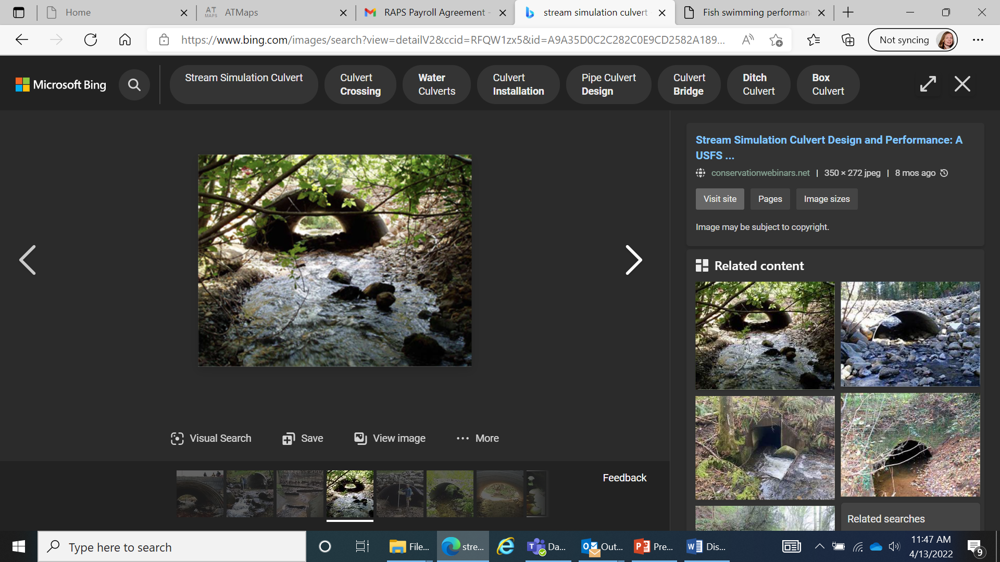 Home
ATMaps
RAPS Payroll Agreement -
stream simulation culvert
Fish swimming performan
https://www.bing.com/images/search?view=detailV2&ccid=RFQW1zx5&id=A9A35D0C2C282C0E9CD2582A189...
Not syncing
Microsoft Bing
Stream Simulation Culvert
Culvert
Crossing
Water
Culverts
Culvert
Installation
Pipe Culvert
Design
Culvert
Bridge
Ditch
Culvert
Box
Culvert
Stream Simulation Culvert Design and Performance: A
USFS ...
conservationwebinars.net | 350 × 272 jpeg | 8 mos ago
Visit site
Pages
Image sizes
Image may be subject to copyright.
Related content
Visual Search
Save
View image
More
Feedback
Related searches
Type here to search
File...
stre...
Da...
Out...
Pre...
Dis...
11:47 AM
4/13/2022
9